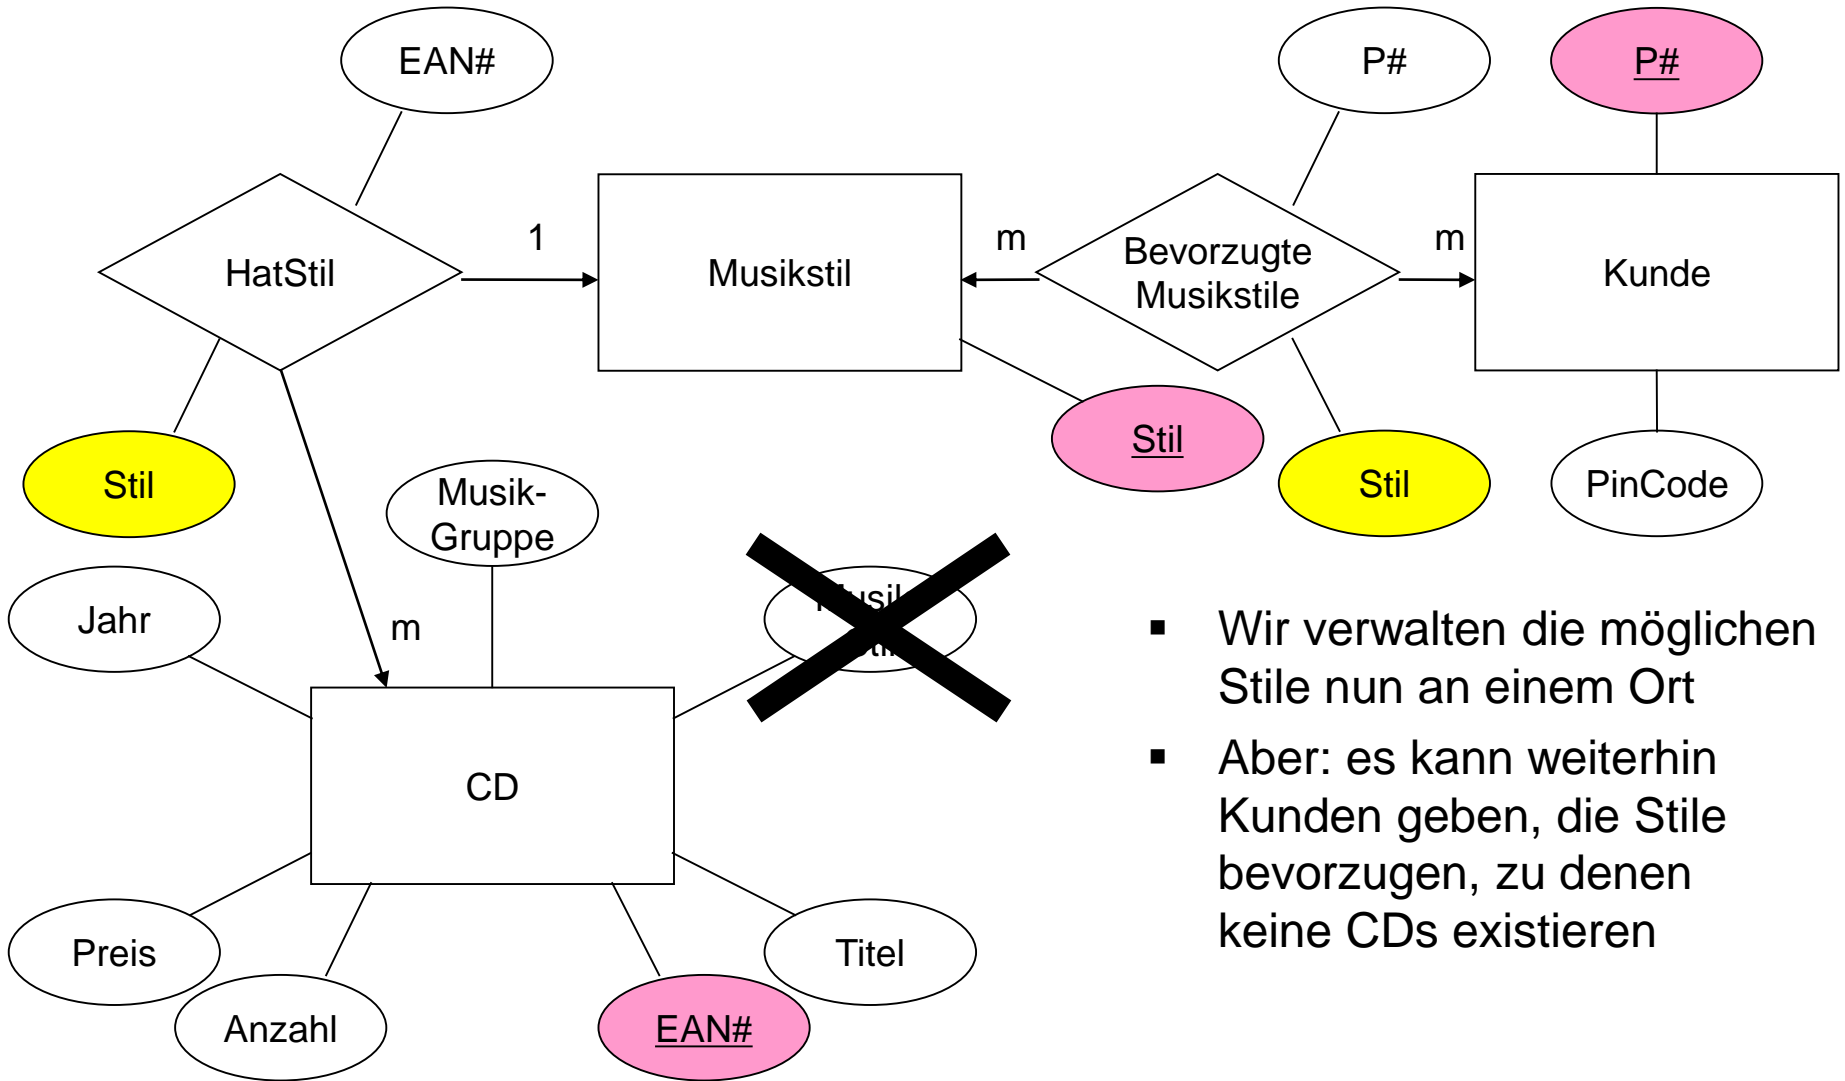 EAN#
P#
P#
HatStil
1
Musikstil
m
Bevorzugte
Musikstile
m
Kunde
Stil
Musik-
Gruppe
Stil
Stil
PinCode
Jahr
m
CD
Preis
Anzahl
EAN#
Titel
▪ Wir verwalten die möglichen
Stile nun an einem Ort
▪ Aber: es kann weiterhin
Kunden geben, die Stile
bevorzugen, zu denen
keine CDs existieren